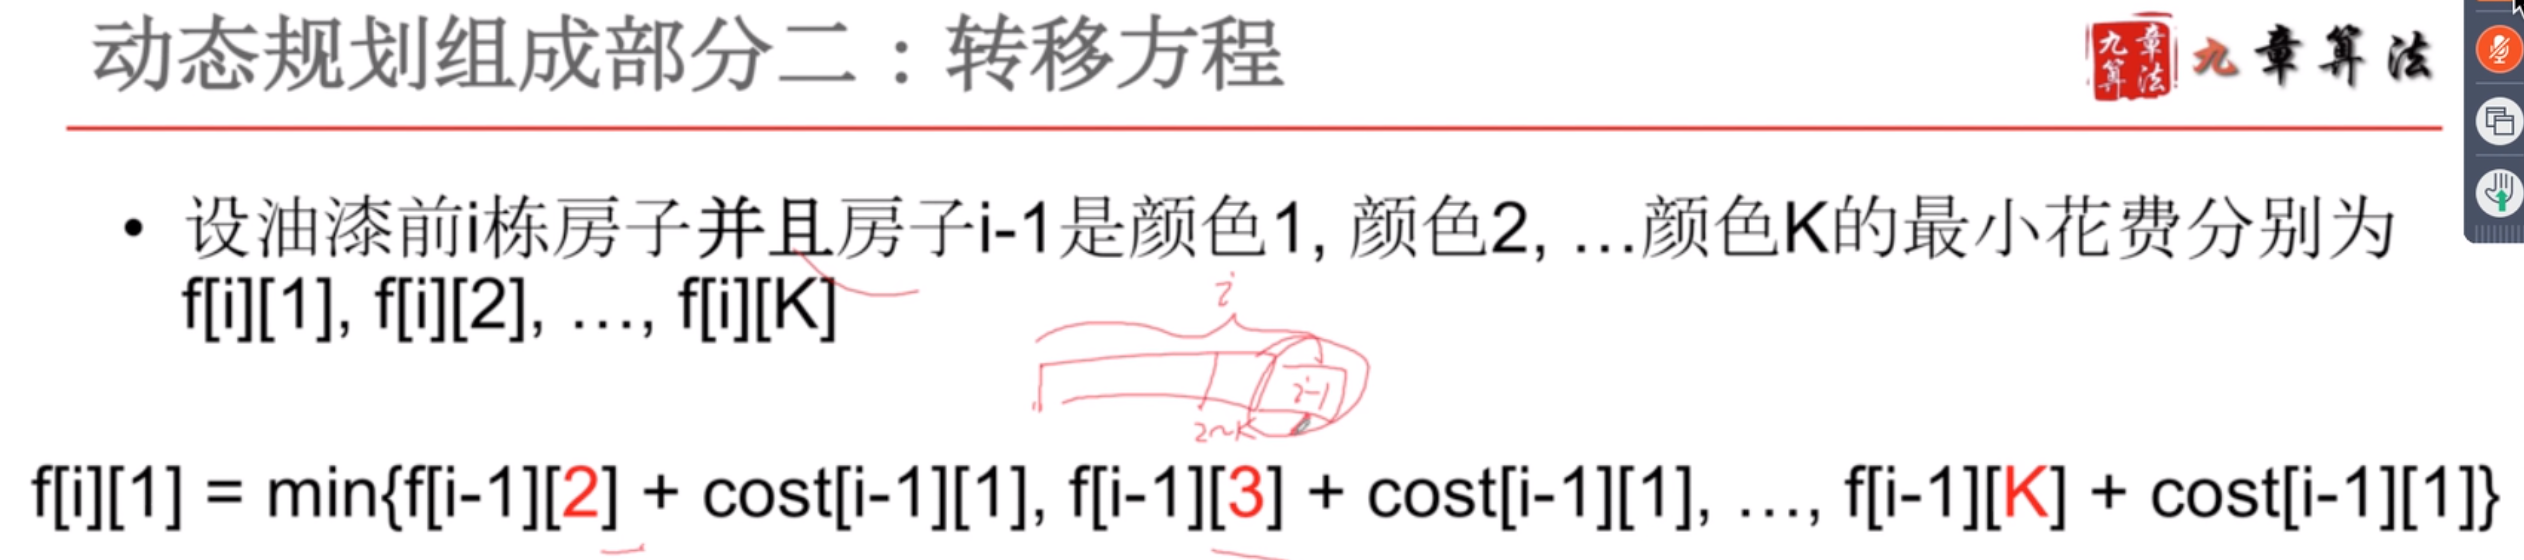 动态规划组成部分二：转移方程
九章算法
九章算法
• 设油漆前i栋房子并且房子i-1是颜色1, 颜色2, …颜色K的最小花费分别为
f[i][1], f[i][2], …, f[i][K]
i
i-1
2~K
f[i][1] = min{f[i-1][2] + cost[i-1][1], f[i-1][3] + cost[i-1][1], …, f[i-1][K] + cost[i-1][1]}